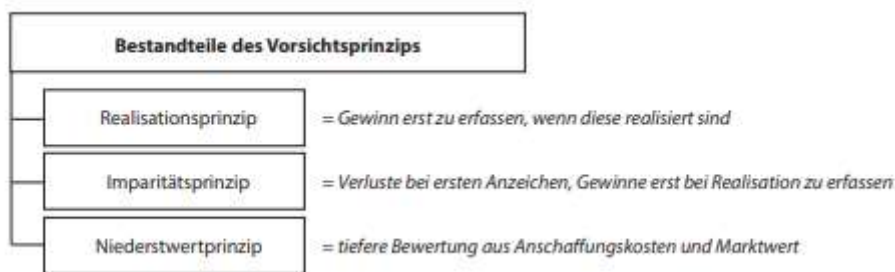 Bestandteile des Vorsichtsprinzips
Realisationsprinzip = Gewinn erst zu erfassen, wenn diese realisiert sind
Imparitätsprinzip = Verluste bei ersten Anzeichen, Gewinne erst bei Realisation zu erfassen
Niederstwertprinzip = tiefere Bewertung aus Anschaffungskosten und Marktwert